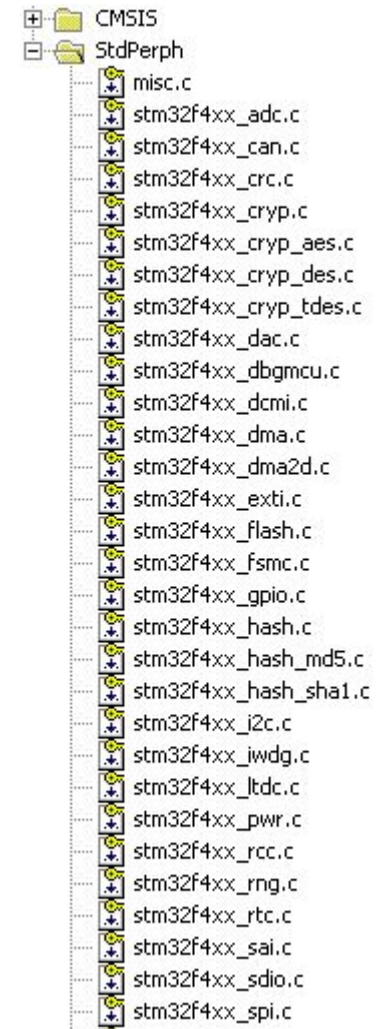 CMSIS
StdPerph
misc.c
stm32f4xx_adc.c
stm32f4xx_can.c
stm32f4xx_crc.c
stm32f4xx_cryp.c
stm32f4xx_cryp_aes.c
stm32f4xx_cryp_des.c
stm32f4xx_cryp_tdes.c
stm32f4xx_dac.c
stm32f4xx_dbgmcu.c
stm32f4xx_dcmi.c
stm32f4xx_dma.c
stm32f4xx_dma2d.c
stm32f4xx_exti.c
stm32f4xx_flash.c
stm32f4xx_fsmc.c
stm32f4xx_gpio.c
stm32f4xx_hash.c
stm32f4xx_hash_md5.c
stm32f4xx_hash_sha1.c
stm32f4xx_i2c.c
stm32f4xx_iwdg.c
stm32f4xx_ltdc.c
stm32f4xx_pwr.c
stm32f4xx_rcc.c
stm32f4xx_rng.c
stm32f4xx_rtc.c
stm32f4xx_sai.c
stm32f4xx_sdio.c
stm32f4xx_spi.c